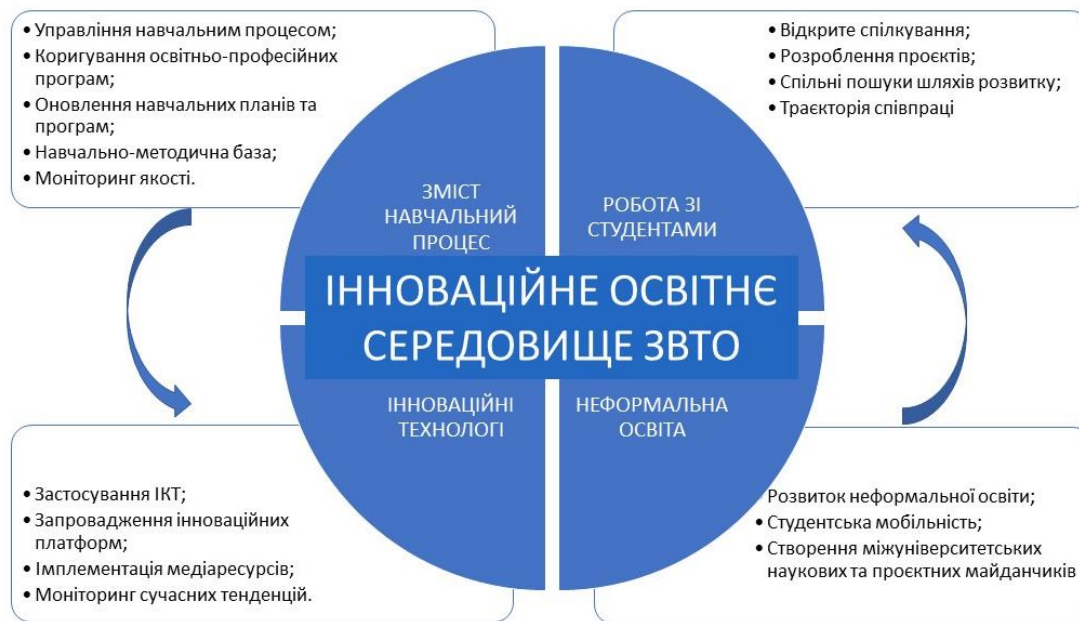 • Управління навчальним процесом;
• Коригування освітньо-професійних
програм;
• Оновлення навчальних планів та
програм;
• Навчально-методична база;
• Моніторинг якості.
• Відкрите спілкування;
• Розроблення проєктів;
• Спільні пошуки шляхів розвитку;
• Траєкторія співпраці
ЗМІСТ
НАВЧАЛЬНИЙ
ПРОЦЕС
РОБОТА ЗІ
СТУДЕНТАМИ
ІННОВАЦІЙНЕ ОСВІТНЄ
СЕРЕДОВИЩЕ ЗВТО
ІННОВАЦІЙНІ
ТЕХНОЛОГІ
НЕФОРМАЛЬНА
ОСВІТА
• Застосування ІКТ;
• Запровадження інноваційних
платформ;
• Імплементація медіаресурсів;
• Моніторинг сучасних тенденцій.
Розвиток неформальної освіти;
• Студентська мобільність;
• Створення міжуніверситетських
наукових та проєктних майданчиків